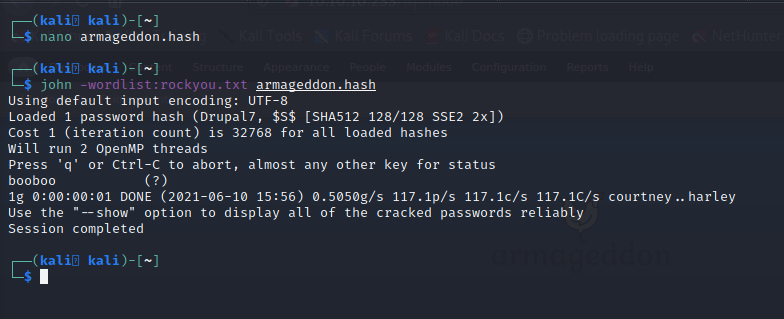 ┌──(kali㉿kali)-[~]
└─$ nano armageddon.hash
┌──(kali㉿kali)-[~]
└─$ john -wordlist:rockyou.txt armageddon.hash
Using default input encoding: UTF-8
Loaded 1 password hash (Drupal7, $S$ [SHA512 128/128 SSE2 2x])
Cost 1 (iteration count) is 32768 for all loaded hashes
Will run 2 OpenMP threads
Press 'q' or Ctrl-C to abort, almost any other key for status
booboo           (?)
1g 0:00:00:01 DONE (2021-06-10 15:56) 0.5050g/s 117.1p/s 117.1c/s 117.1C/s courtney..harley
Use the "--show" option to display all of the cracked passwords reliably
Session completed
┌──(kali㉿kali)-[~]
└─$
armageddon